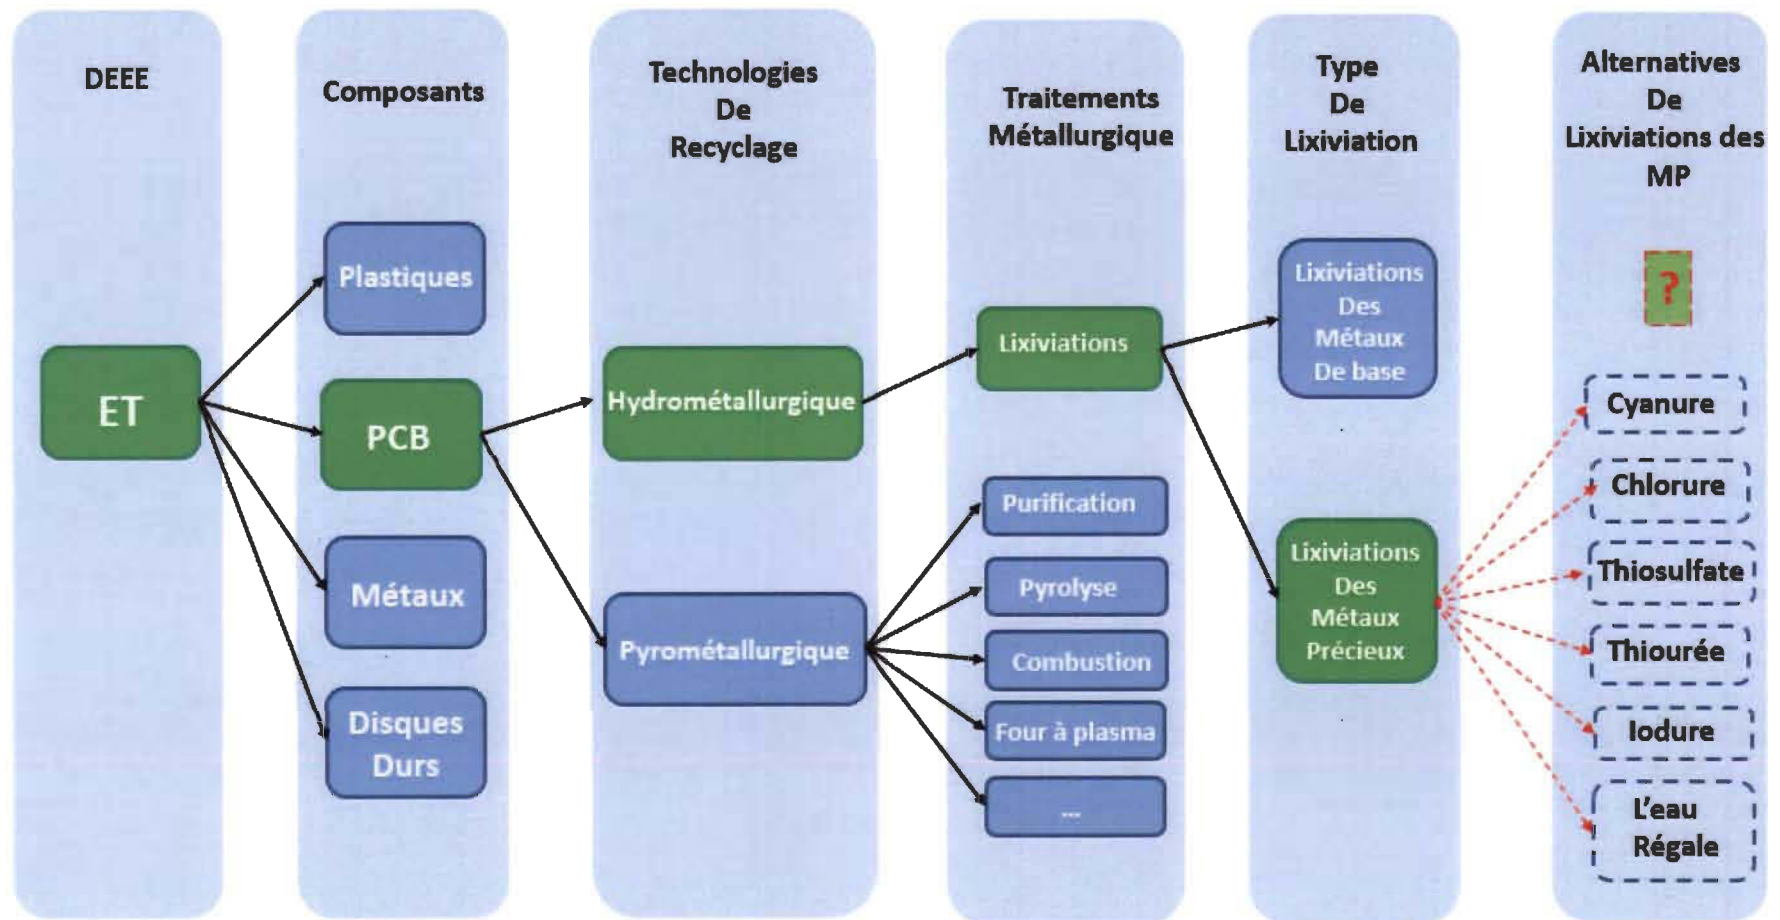 DEEE
ET
Composants
Plastiques
PCB
Métaux
Disques
Durs
Technologies
De
Recyclage
Hydrométallurgique
Pyrométallurgique
Traitements
Métallurgique
Lixiviations
Purification
Pyrolyse
Combustion
Four à plasma
...
Type
De
Lixiviation
Lixiviations
Des
Métaux
De base
Lixiviations
Des
Métaux
Précieux
Alternatives
De
Lixiviations des
MP
?
Cyanure
Chlorure
Thiosulfate
Thiourée
Iodure
L'eau
Régale